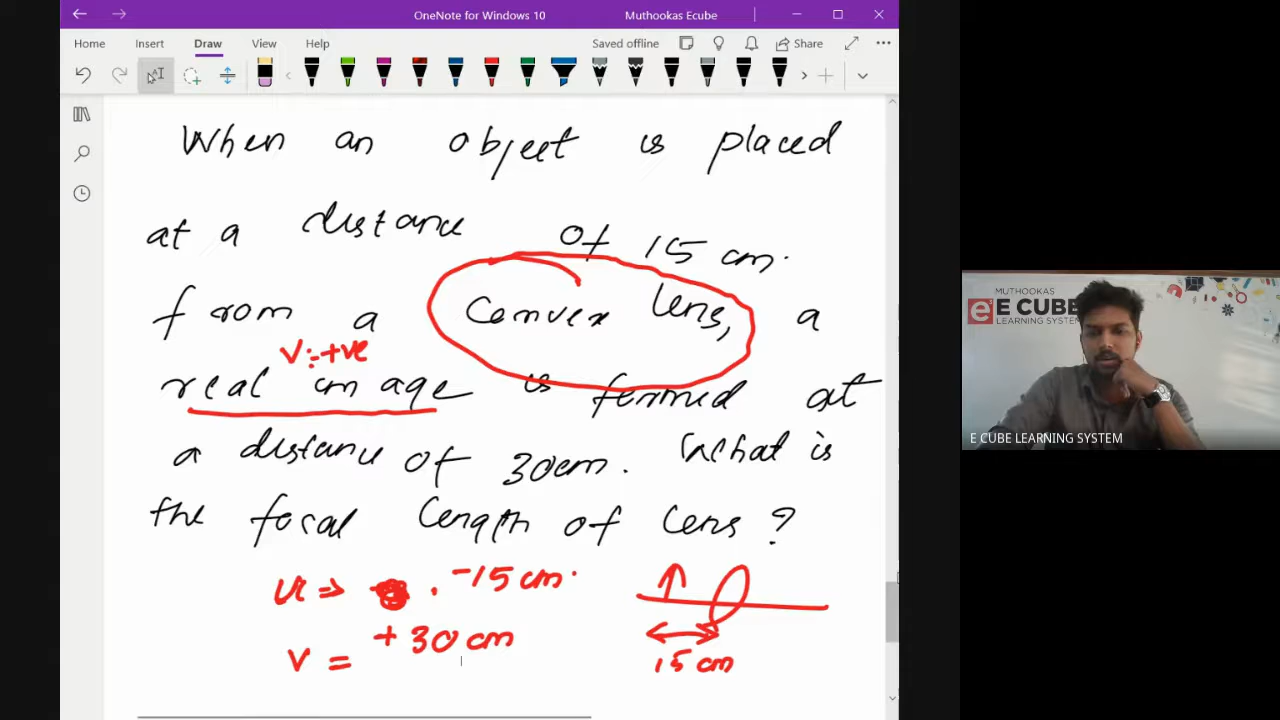 OneNote for Windows 10
Muthookas Ecube
Home Insert Draw View Help
Saved offline
Share
When an object is placed
at a distance of 15 cm.
from a Convex lens, a
V:- +ve
real image is formed at
a distance of 30cm. What is
the focal length of lens?
u ⇒ -15 cm.
V = +30 cm
15 cm
MUTHOOKAS
e³ E CUBE
LEARNING SYSTEM
E CUBE LEARNING SYSTEM